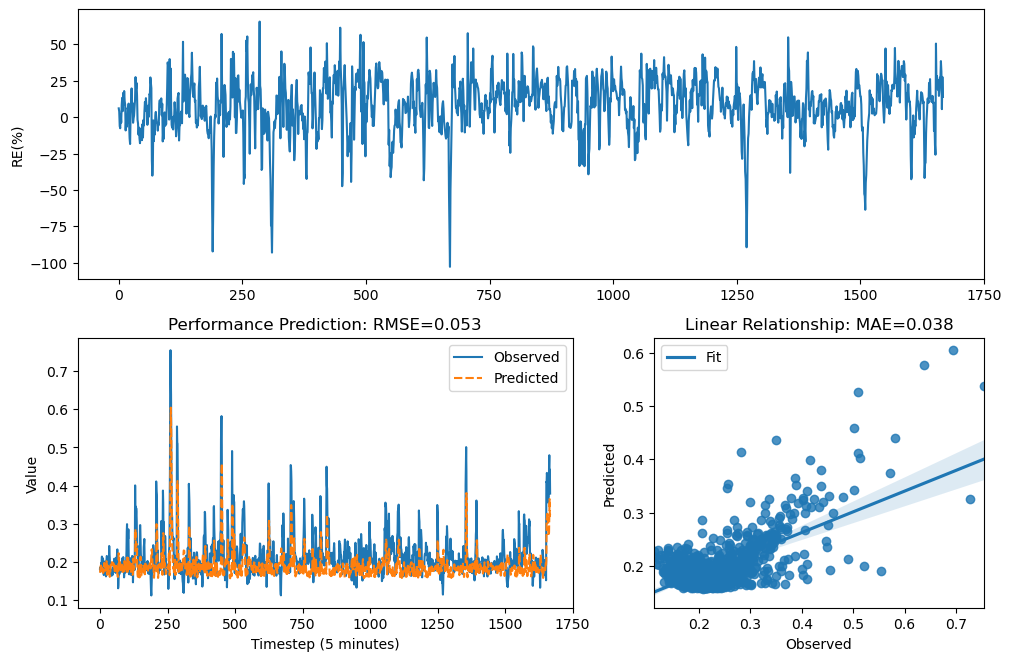 RE(%)
50
25
0
−25
−50
−75
−100
0 250 500 750 1000 1250 1500 1750
Performance Prediction: RMSE=0.053
Observed
Predicted
Value
0.7
0.6
0.5
0.4
0.3
0.2
0.1
0 250 500 750 1000 1250 1500 1750
Timestep (5 minutes)
Linear Relationship: MAE=0.038
Fit
Predicted
0.6
0.5
0.4
0.3
0.2
0.2 0.3 0.4 0.5 0.6 0.7
Observed